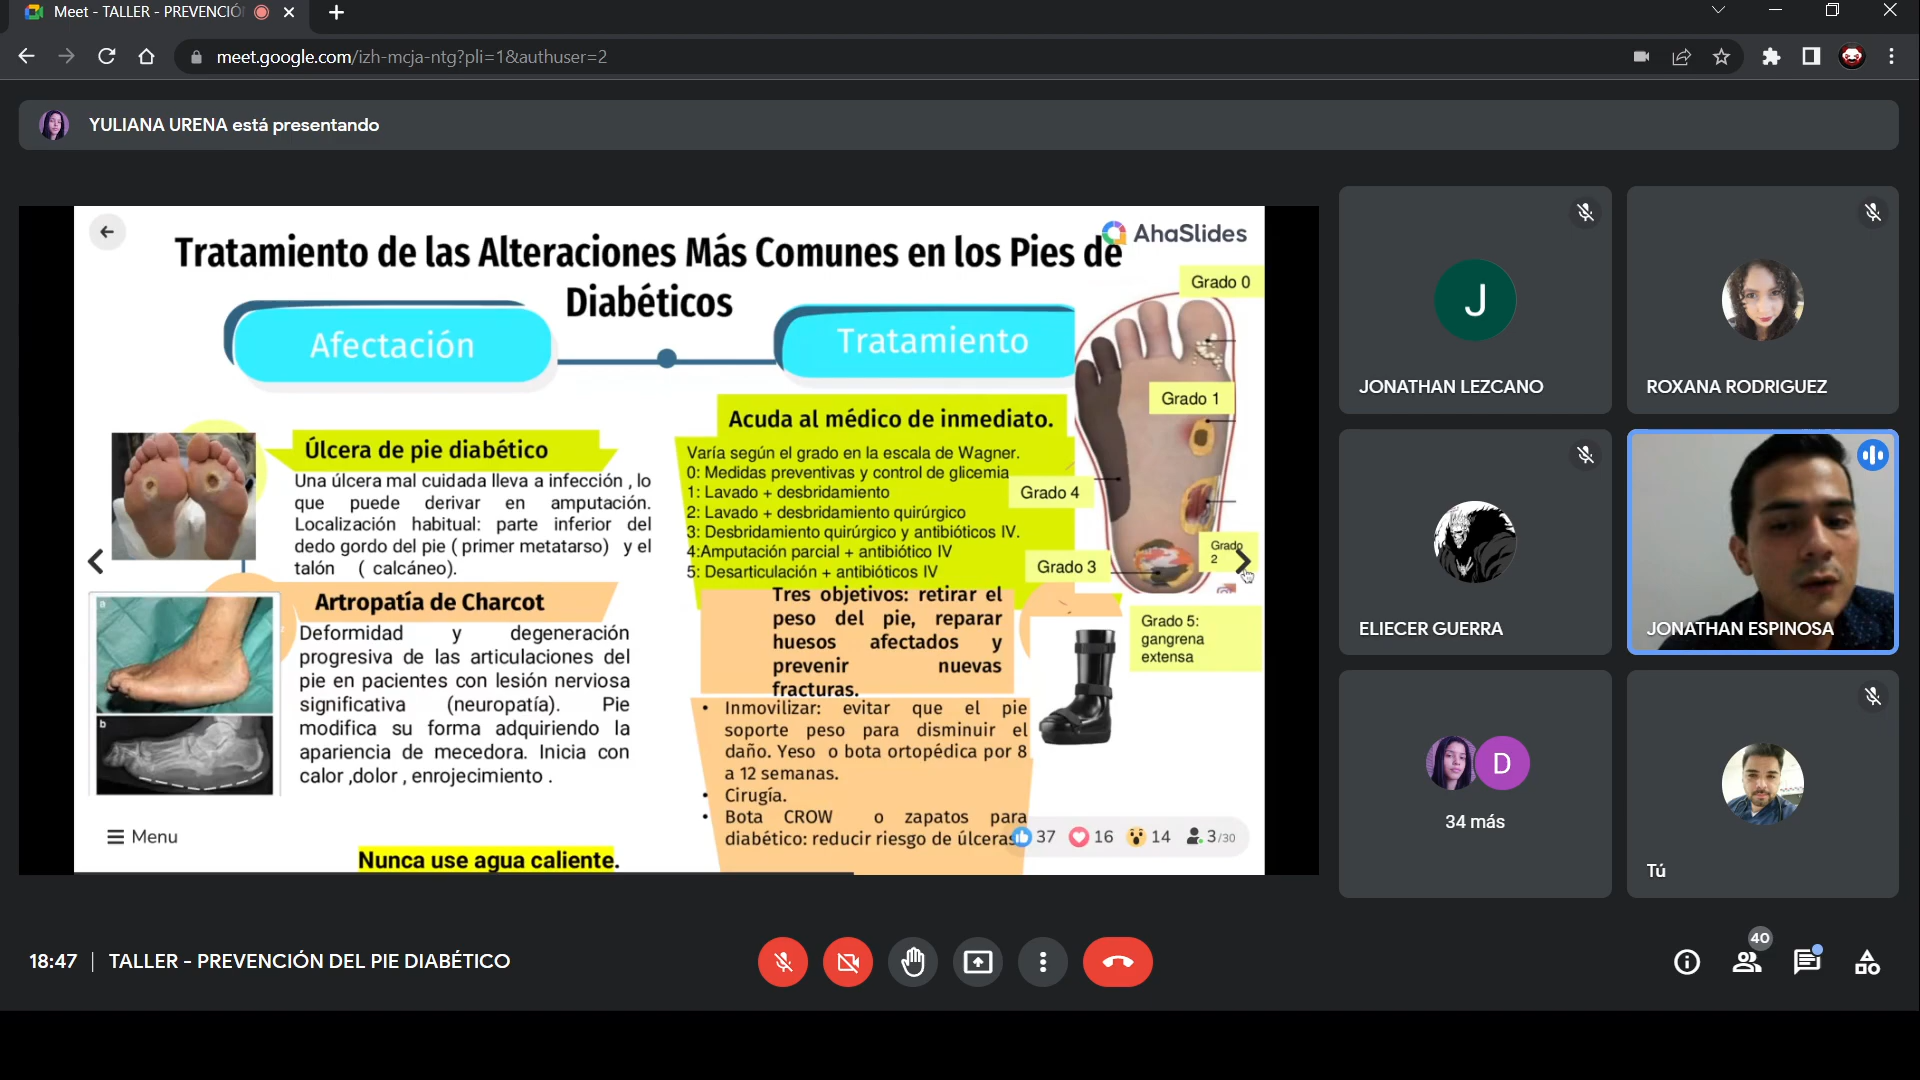 Meet - TALLER - PREVENCIÓ
meet.google.com/izh-mcja-ntg?pli=1&authuser=2
YULIANA URENA está presentando
AhaSlides
Tratamiento de las Alteraciones Más Comunes en los Pies de
Diabéticos
Afectación
Tratamiento
Grado 0
Grado 1
Grado 4
Grado
2
Grado 3
Grado 5:
gangrena
extensa
Úlcera de pie diabético
Una úlcera mal cuidada lleva a infección , lo
que puede derivar en amputación.
Localización habitual: parte inferior del
dedo gordo del pie ( primer metatarso) y el
talón ( calcáneo).
Acuda al médico de inmediato.
Varía según el grado en la escala de Wagner.
0: Medidas preventivas y control de glicemia
1: Lavado + desbridamiento
2: Lavado + desbridamiento quirúrgico
3: Desbridamiento quirúrgico y antibióticos IV.
4:Amputación parcial + antibiótico IV
5: Desarticulación + antibióticos IV
a
b
Artropatía de Charcot
Deformidad y degeneración
progresiva de las articulaciones del
pie en pacientes con lesión nerviosa
significativa (neuropatía). Pie
modifica su forma adquiriendo la
apariencia de mecedora. Inicia con
calor ,dolor , enrojecimiento .
Tres objetivos: retirar el
peso del pie, reparar
huesos afectados y
prevenir nuevas
fracturas.
• Inmovilizar: evitar que el pie
soporte peso para disminuir el
daño. Yeso o bota ortopédica por 8
a 12 semanas.
• Cirugía.
• Bota CROW o zapatos para
diabético: reducir riesgo de úlceras
Menu
37 16 14 3/30
Nunca use agua caliente.
J
JONATHAN LEZCANO
ROXANA RODRIGUEZ
ELIECER GUERRA
JONATHAN ESPINOSA
D
34 más
Tú
18:47 | TALLER - PREVENCIÓN DEL PIE DIABÉTICO
40